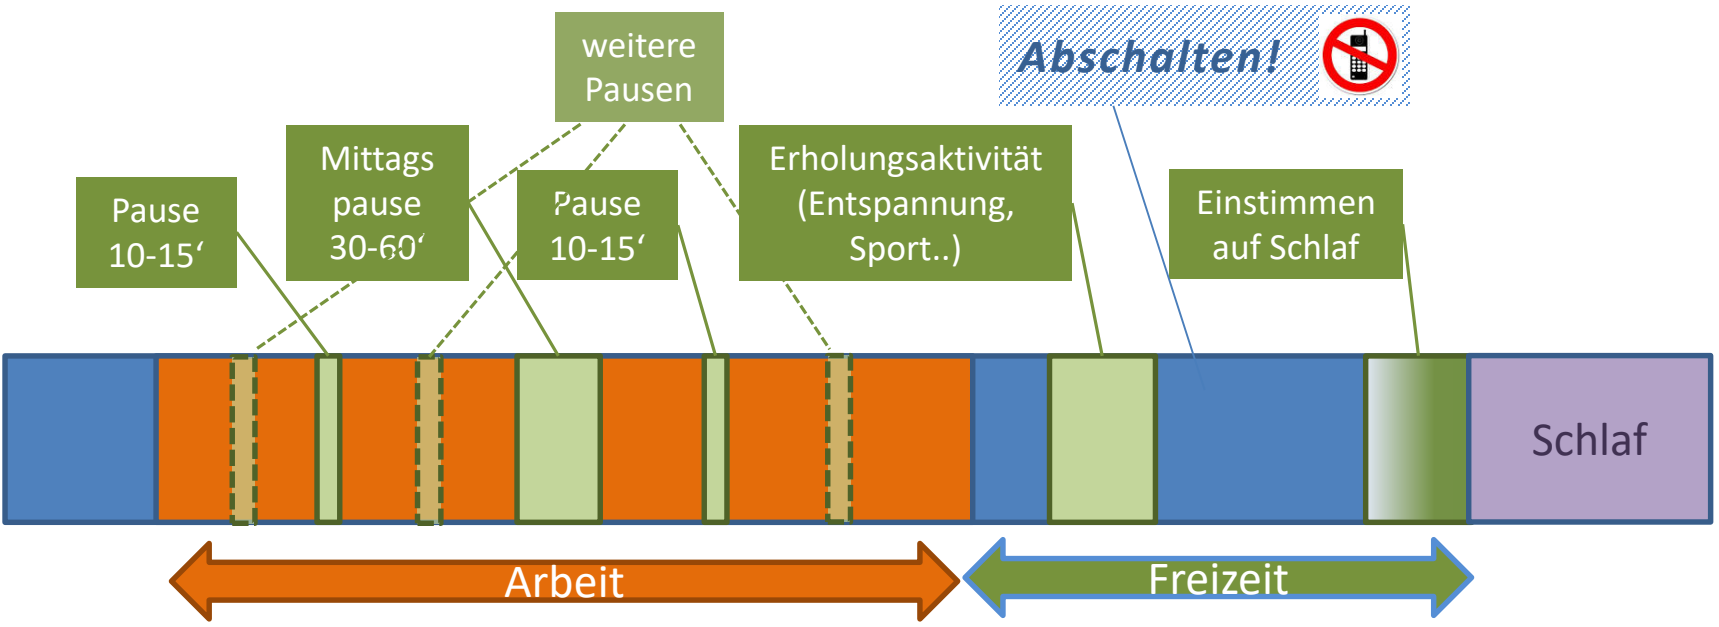 weitere
Pausen
Abschalten!
Mittags
pause
30-60‘
Pause
10-15‘
Pause
10-15‘
Erholungsaktivität
(Entspannung,
Sport..)
Einstimmen
auf Schlaf
Schlaf
Arbeit
Freizeit